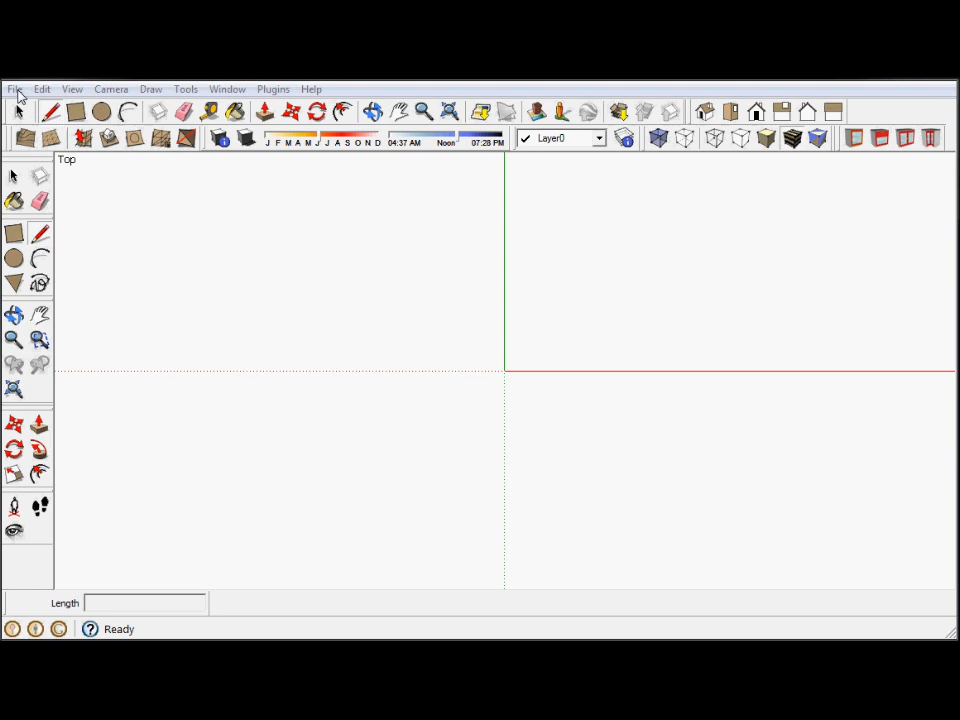 File Edit View Camera Draw Tools Window Plugins Help
J F M A M J J A S O N D 04:37 AM Noon 07:28 PM Layer0
Top
Length
Ready